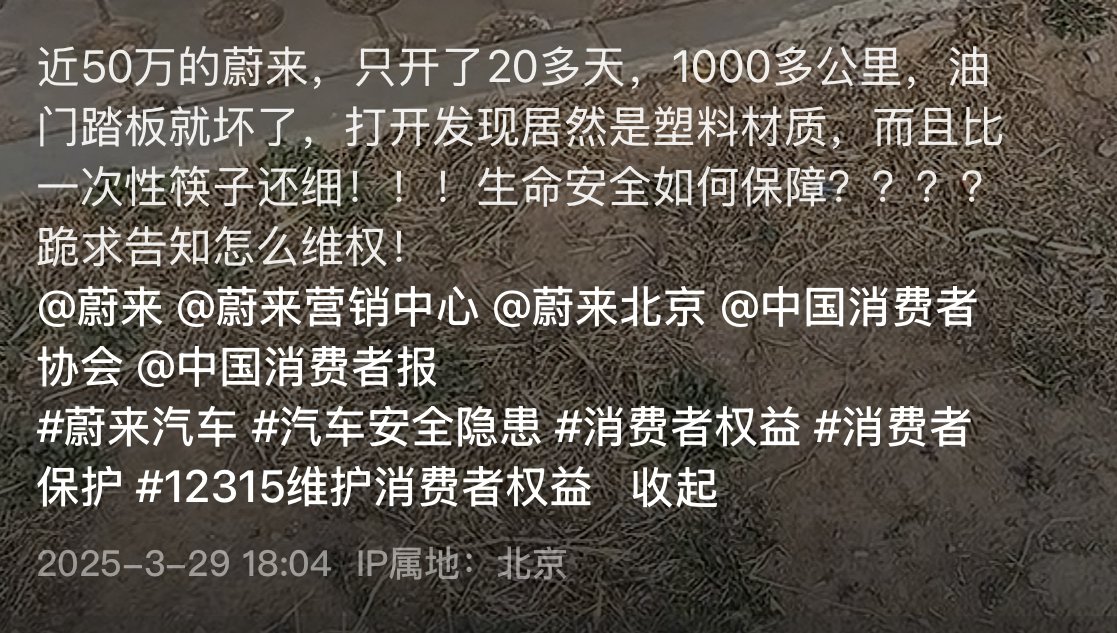 近50万的蔚来，只开了20多天，1000多公里，油
门踏板就坏了，打开发现居然是塑料材质，而且比
一次性筷子还细！！！生命安全如何保障？？？？
跪求告知怎么维权！
@蔚来 @蔚来营销中心 @蔚来北京 @中国消费者
协会 @中国消费者报
#蔚来汽车 #汽车安全隐患 #消费者权益 #消费者
保护 #12315维护消费者权益 收起
2025-3-29 18:04 IP属地：北京